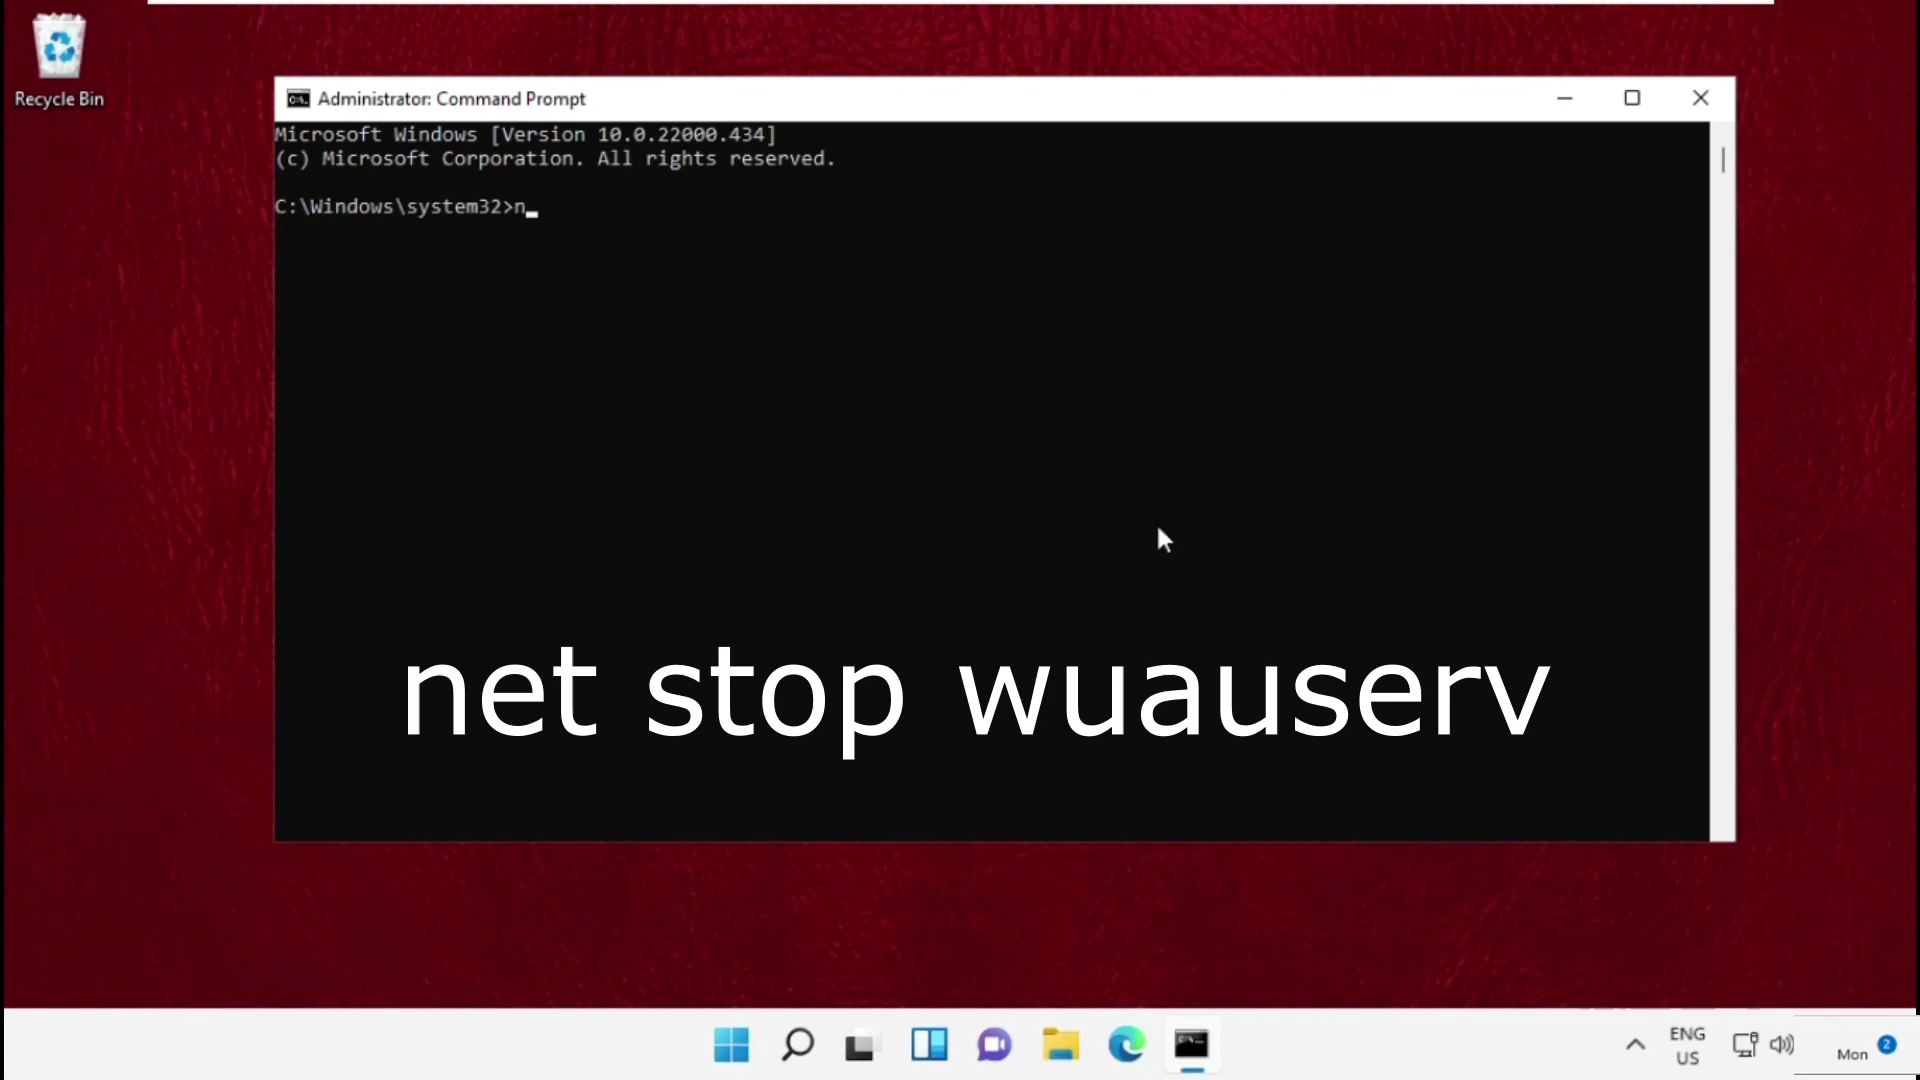 Recycle Bin
Administrator: Command Prompt
Microsoft Windows [Version 10.0.22000.434]
(c) Microsoft Corporation. All rights reserved.
C:\Windows\system32>n
net stop wuauserv
ENG
US
Mon
2